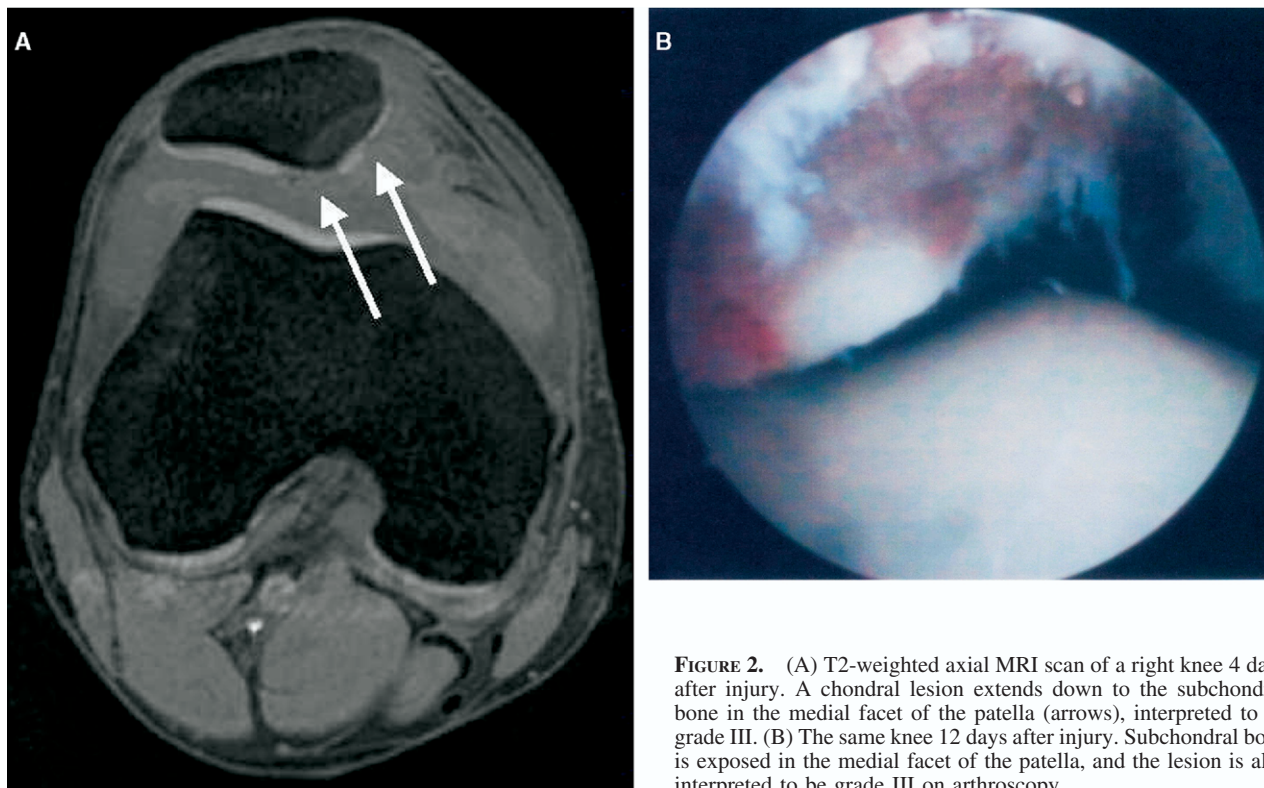 A
B
FIGURE 2. (A) T2-weighted axial MRI scan of a right knee 4 da
after injury. A chondral lesion extends down to the subchond
bone in the medial facet of the patella (arrows), interpreted to
grade III. (B) The same knee 12 days after injury. Subchondral bo
is exposed in the medial facet of the patella, and the lesion is al
interpreted to be grade III on arthroscopy.